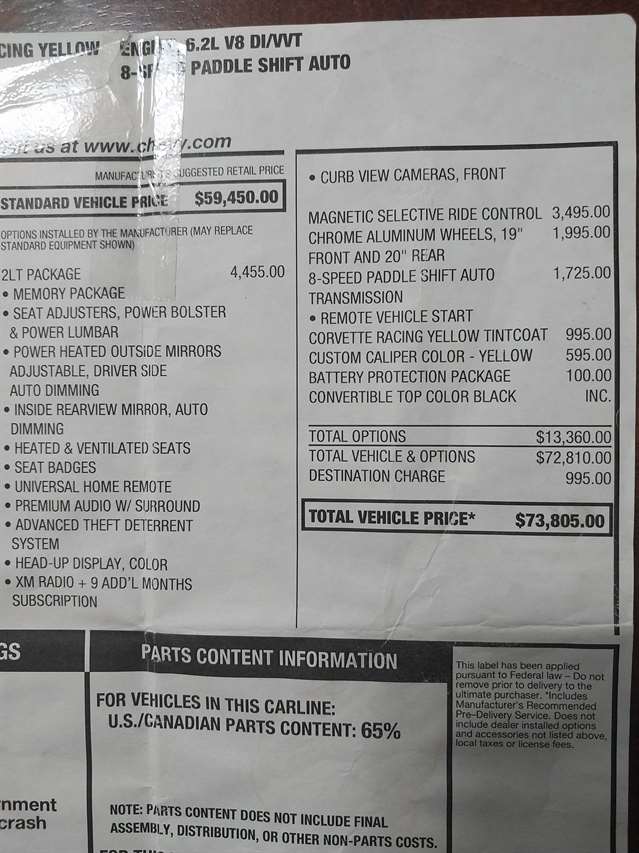 CING YELLOW ENGINE, 6.2L V8 DI/VVT
8-SPEED PADDLE SHIFT AUTO
us at www.chevy.com
MANUFACTURER'S SUGGESTED RETAIL PRICE
STANDARD VEHICLE PRICE $59,450.00
OPTIONS INSTALLED BY THE MANUFACTURER (MAY REPLACE
STANDARD EQUIPMENT SHOWN)
2LT PACKAGE 4,455.00
• MEMORY PACKAGE
• SEAT ADJUSTERS, POWER BOLSTER
& POWER LUMBAR
• POWER HEATED OUTSIDE MIRRORS
ADJUSTABLE, DRIVER SIDE
AUTO DIMMING
• INSIDE REARVIEW MIRROR, AUTO
DIMMING
• HEATED & VENTILATED SEATS
• SEAT BADGES
• UNIVERSAL HOME REMOTE
• PREMIUM AUDIO W/ SURROUND
• ADVANCED THEFT DETERRENT
SYSTEM
• HEAD-UP DISPLAY, COLOR
• XM RADIO + 9 ADD'L MONTHS
SUBSCRIPTION
• CURB VIEW CAMERAS, FRONT
MAGNETIC SELECTIVE RIDE CONTROL 3,495.00
CHROME ALUMINUM WHEELS, 19" 1,995.00
FRONT AND 20" REAR
8-SPEED PADDLE SHIFT AUTO 1,725.00
TRANSMISSION
• REMOTE VEHICLE START
CORVETTE RACING YELLOW TINTCOAT 995.00
CUSTOM CALIPER COLOR - YELLOW 595.00
BATTERY PROTECTION PACKAGE 100.00
CONVERTIBLE TOP COLOR BLACK INC.
TOTAL OPTIONS $13,360.00
TOTAL VEHICLE & OPTIONS $72,810.00
DESTINATION CHARGE 995.00
TOTAL VEHICLE PRICE* $73,805.00
GS
PARTS CONTENT INFORMATION
FOR VEHICLES IN THIS CARLINE:
U.S./CANADIAN PARTS CONTENT: 65%
NOTE: PARTS CONTENT DOES NOT INCLUDE FINAL
ASSEMBLY, DISTRIBUTION, OR OTHER NON-PARTS COSTS.
rnment
crash
This label has been applied
pursuant to Federal law – Do not
remove prior to delivery to the
ultimate purchaser. *Includes
Manufacturer's Recommended
Pre-Delivery Service. Does not
include dealer installed options
and accessories not listed above,
local taxes or license fees.